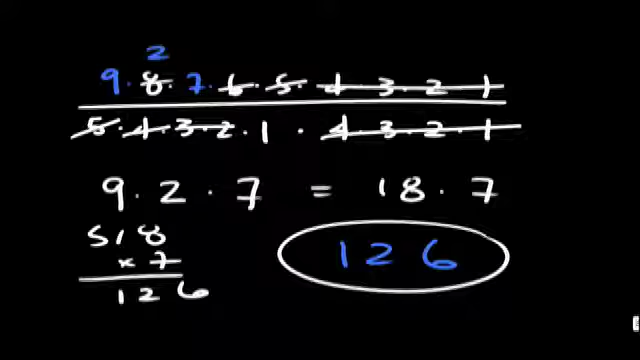 2
9 · 8 · 7 · 6 · 5 · 4 · 3 · 2 · 1
5 · 4 · 3 · 2 · 1 · 4 · 3 · 2 · 1
9 · 2 · 7 = 18 · 7
5 1 8
× 7
1 2 6
1 2 6